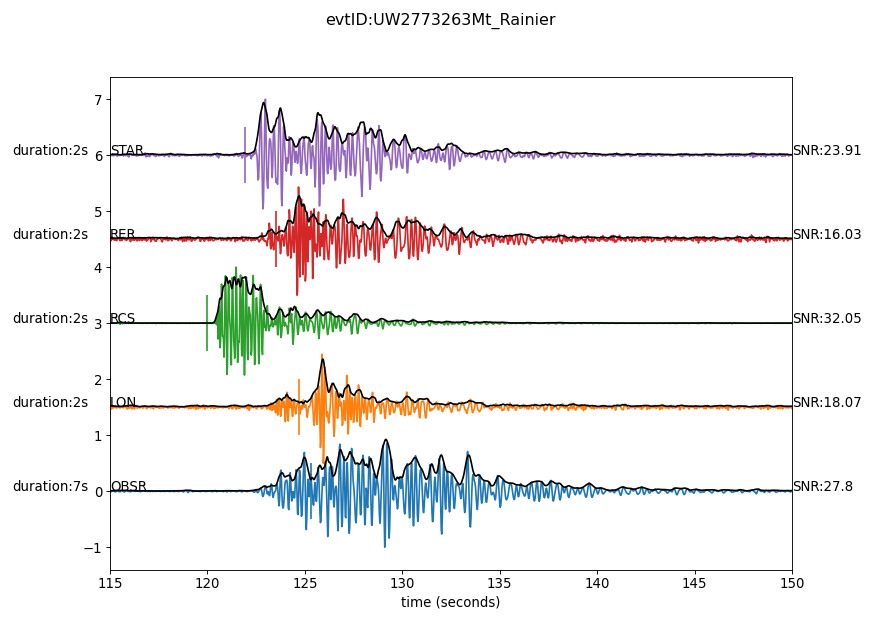 evtID:UW2773263Mt_Rainier
7
duration:2s 6 STAR SNR:23.91
5
duration:2s RER SNR:16.03
4
duration:2s 3 RCS SNR:32.05
2
duration:2s LON SNR:18.07
1
duration:7s 0 OBSR SNR:27.8
−1
115 120 125 130 135 140 145 150
time (seconds)